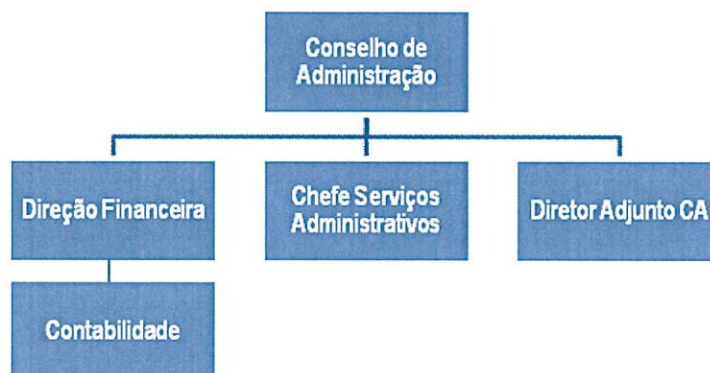 Conselho de
Administração
Direção Financeira
Chefe Serviços
Administrativos
Diretor Adjunto CA
Contabilidade